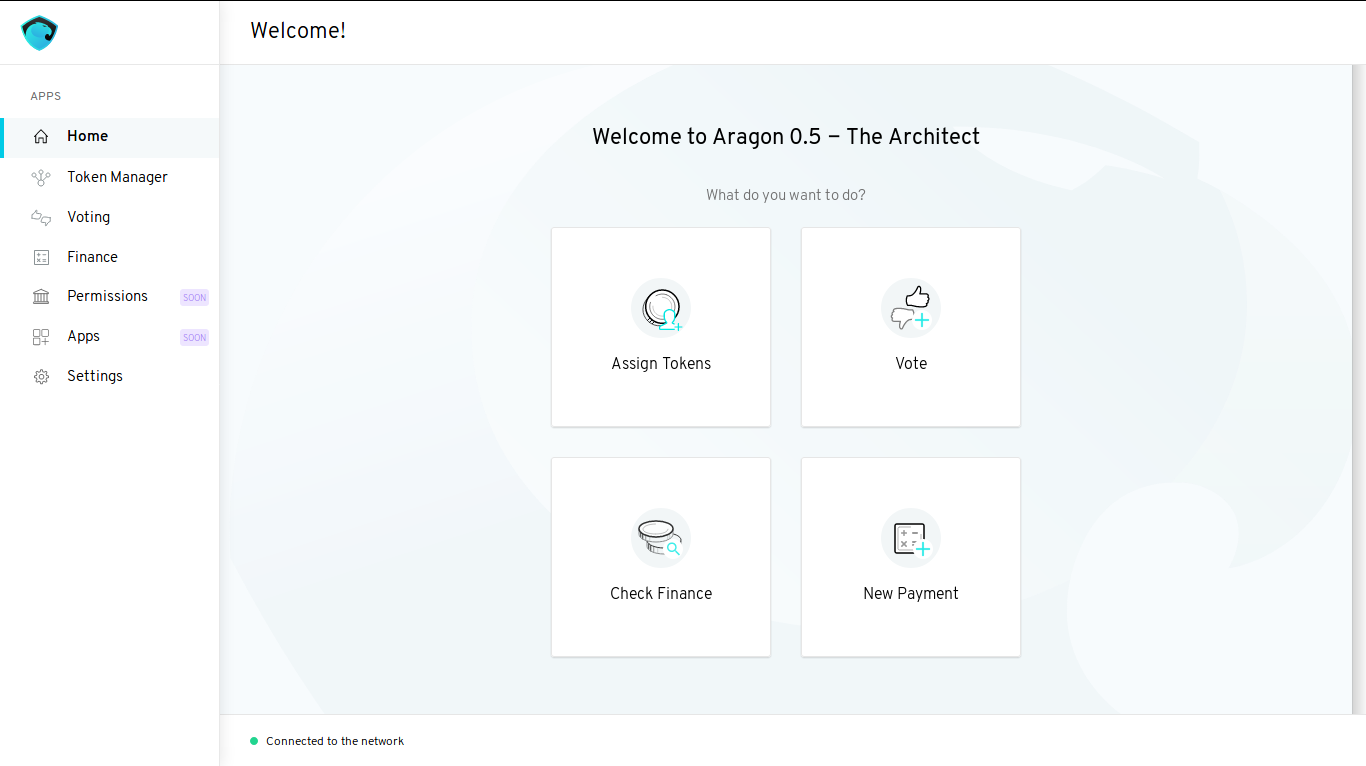 Welcome!
APPS
Home
Token Manager
Voting
Finance
Permissions SOON
Apps SOON
Settings
Welcome to Aragon 0.5 – The Architect
What do you want to do?
Assign Tokens
Vote
Check Finance
New Payment
Connected to the network